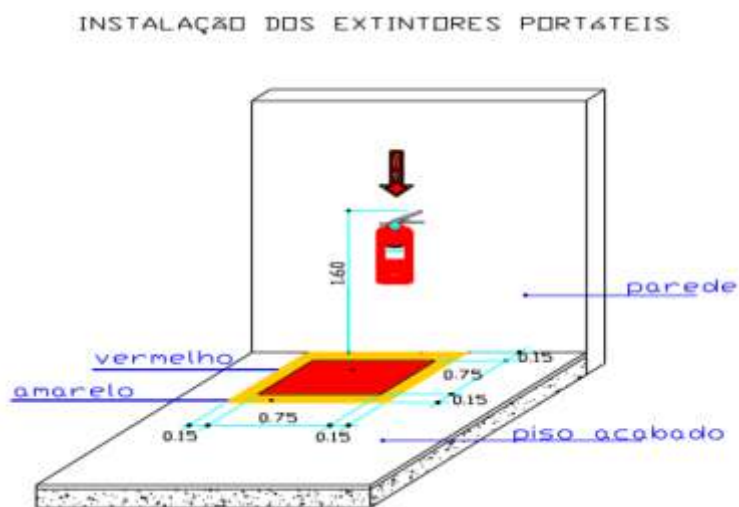 INSTALAÇÃO DOS EXTINTORES PORTÁTEIS
1.60
parede
vermelho
0.15
0.75
amarelo
0.15
0.75
0.15
0.15
piso acabado